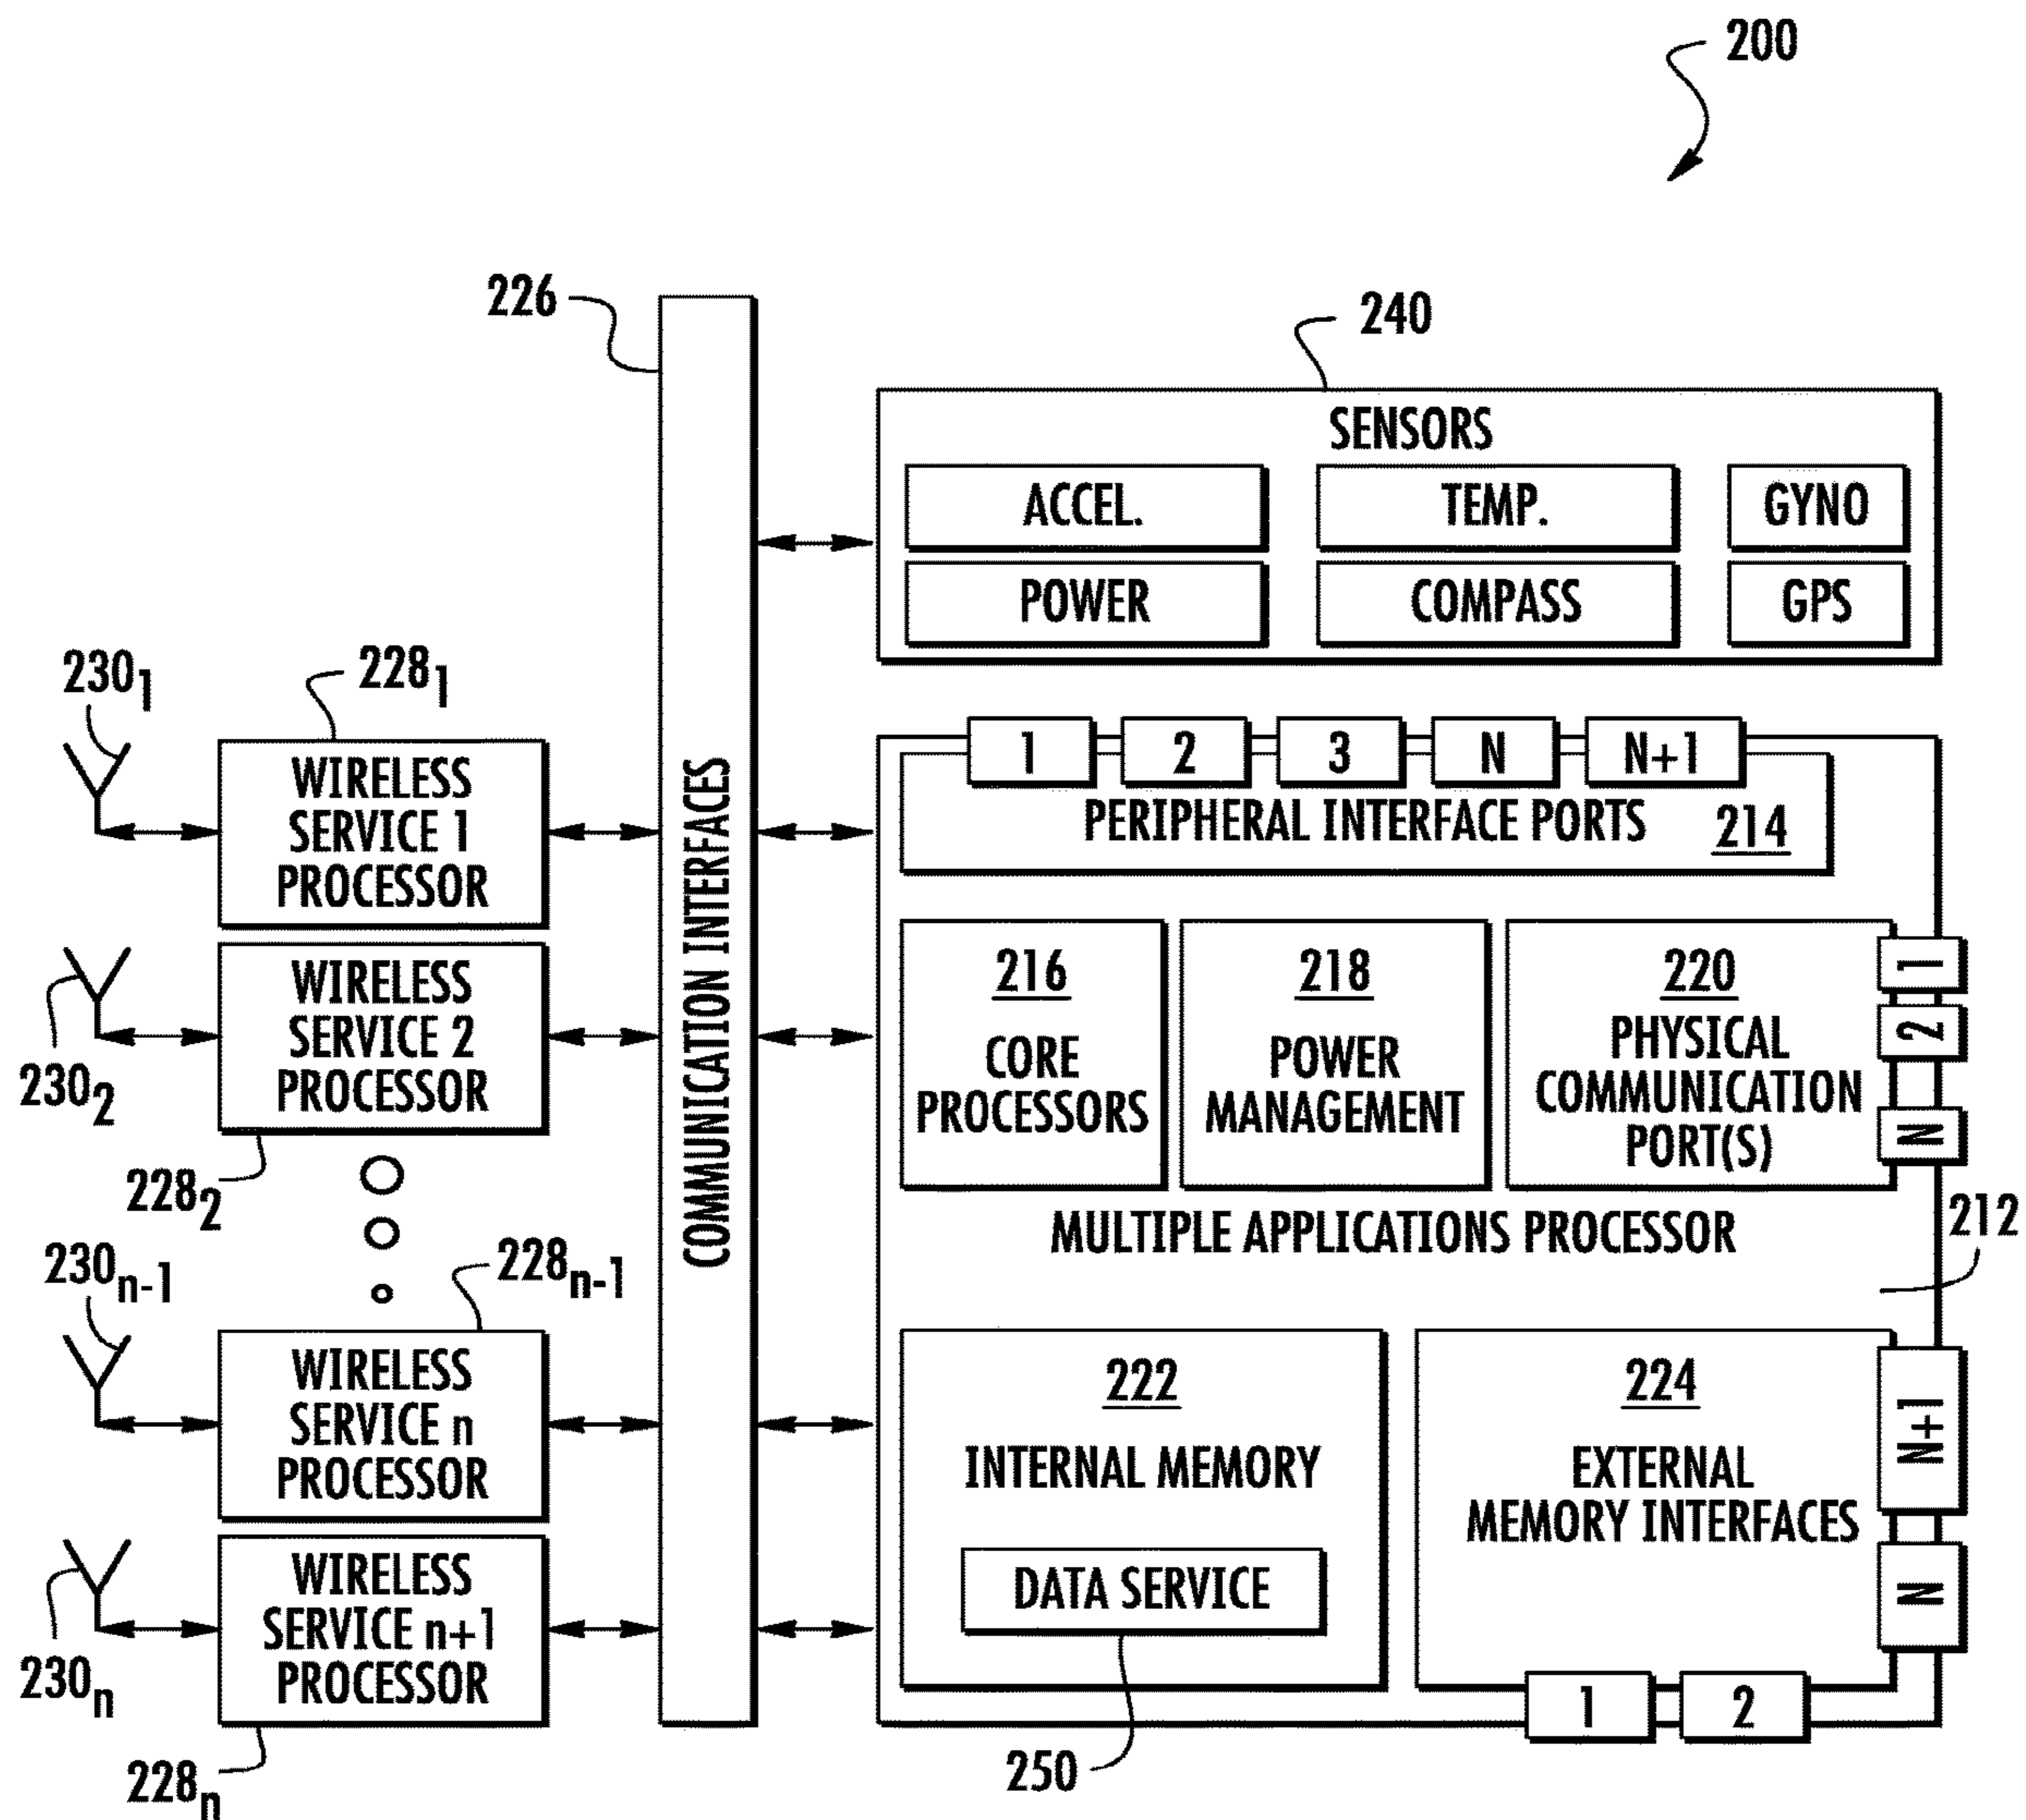 200
226
240
SENSORS
ACCEL.
TEMP.
GYNO
POWER
COMPASS
GPS
230₁
228₁
WIRELESS
SERVICE 1
PROCESSOR
230₂
WIRELESS
SERVICE 2
PROCESSOR
228₂
230ₙ₋₁
228ₙ₋₁
WIRELESS
SERVICE n
PROCESSOR
230ₙ
WIRELESS
SERVICE n+1
PROCESSOR
228ₙ
COMMUNICATION INTERFACES
1
2
3
N
N+1
PERIPHERAL INTERFACE PORTS
214
216
CORE
PROCESSORS
218
POWER
MANAGEMENT
220
PHYSICAL
COMMUNICATION
PORT(S)
1
2
N
MULTIPLE APPLICATIONS PROCESSOR
212
222
INTERNAL MEMORY
DATA SERVICE
250
224
EXTERNAL
MEMORY INTERFACES
N+1
N
1
2